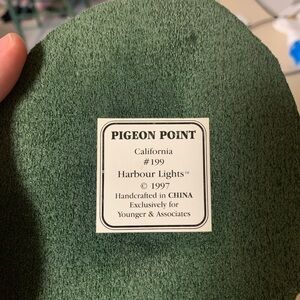 PIGEON POINT
California
#199
Harbour Lights™
© 1997
Handcrafted in CHINA
Exclusively for
Younger & Associates